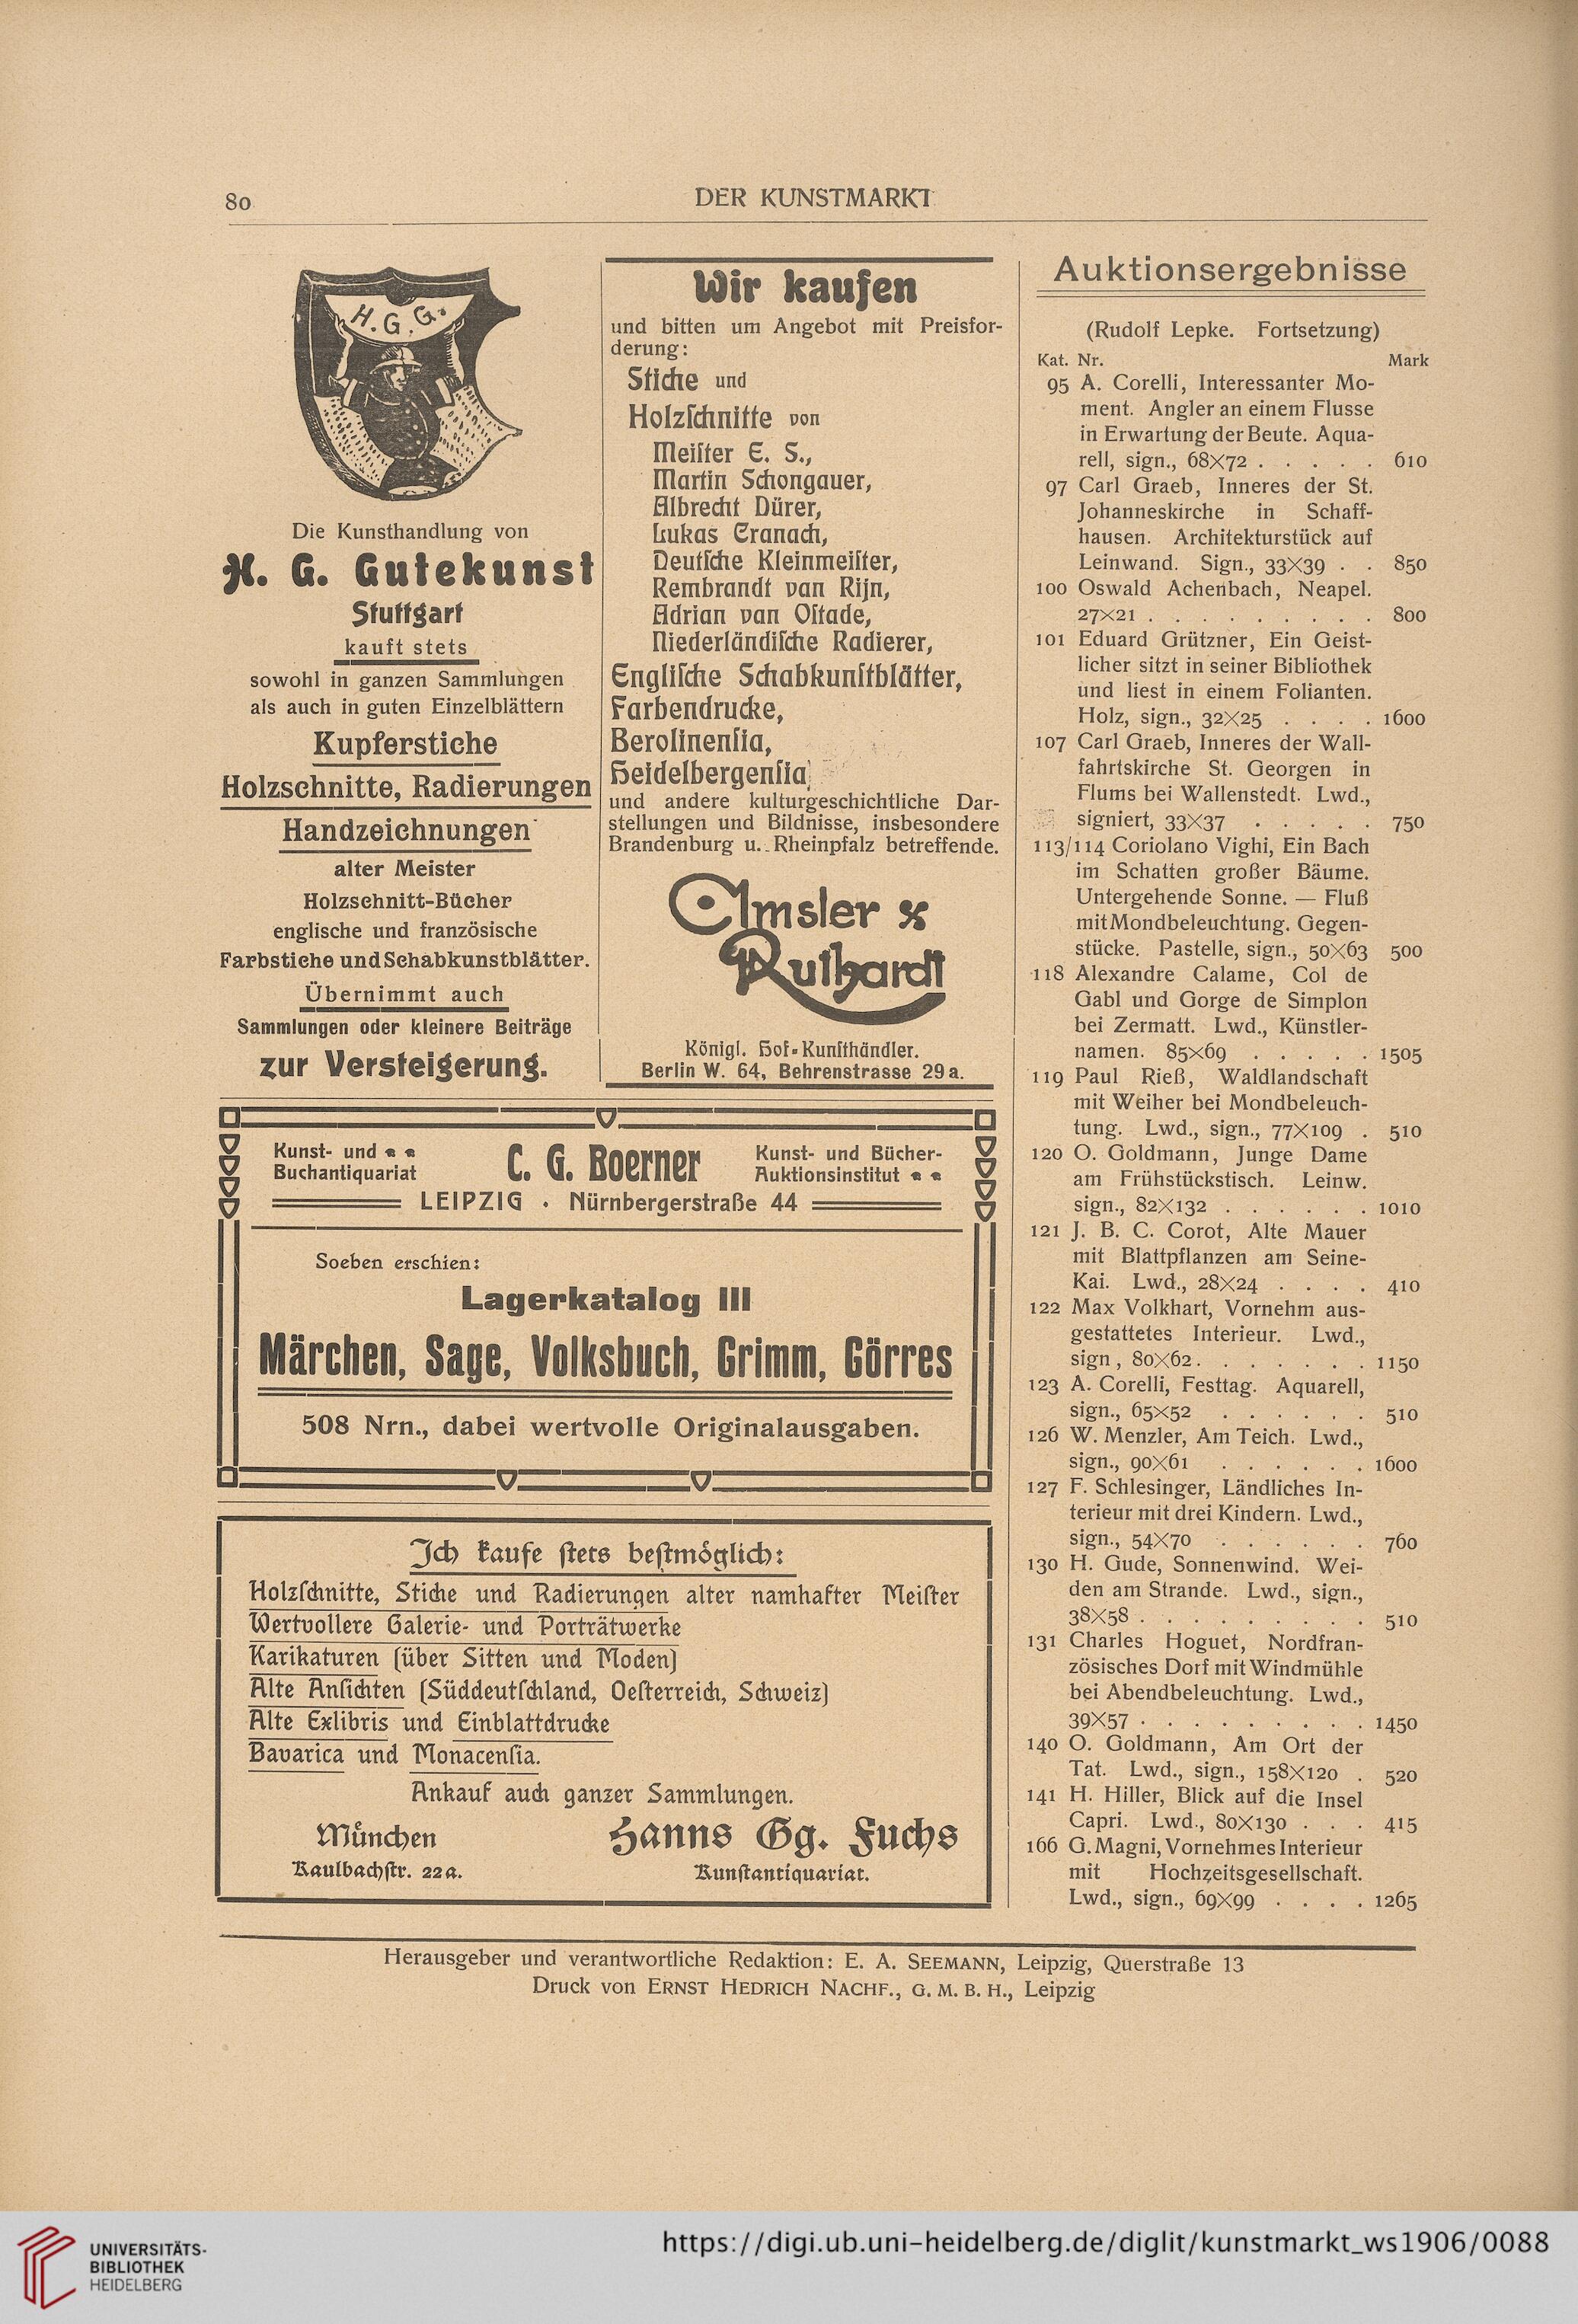 80
DER KUNSTMARKT
H. G. G.
Die Kunsthandlung von
H. G. Gutekunst
Stuttgart
kauft stets
sowohl in ganzen Sammlungen
als auch in guten Einzelblättern
Kupferstiche
Holzschnitte, Radierungen
Handzeichnungen
alter Meister
Holzschnitt-Bücher
englische und französische
Farbstiche und Schabkunstblätter.
Übernimmt auch
Sammlungen oder kleinere Beiträge
zur Versteigerung.
Wir kaufen
und bitten um Angebot mit Preisfor-
derung:
Stiche und
Holzſchnitte von
Meiſter E. S.,
Martin Schongauer,
Albrecht Dürer,
Lukas Cranach,
Deutſche Kleinmeiſter,
Rembrandt van Rijn,
Adrian van Oſtade,
Niederländiſche Radierer,
Engliſche Schabkunſtblätter,
Farbendrucke,
Berolinenſia,
Heidelbergenſia
und andere kulturgeschichtliche Dar-
stellungen und Bildnisse, insbesondere
Brandenburg u. Rheinpfalz betreffende.
Amsler &
Ruthardt
Königl. Hof-Kunſthändler.
Berlin W. 64, Behrenstrasse 29a.
Kunst- und
Buchantiquariat
C. G. Boerner
Kunst- und Bücher-
Auktionsinstitut
LEIPZIG · Nürnbergerstraße 44
Soeben erschien:
Lagerkatalog III
Märchen, Sage, Volksbuch, Grimm, Görres
508 Nrn., dabei wertvolle Originalausgaben.
Ich kaufe ſtets beſtmöglich:
Holzſchnitte, Stiche und Radierungen alter namhafter Meiſter
Wertvollere Galerie- und Porträtwerke
Karikaturen (über Sitten und Moden)
Alte Anſichten (Süddeutſchland, Oeſterreich, Schweiz)
Alte Exlibris und Einblattdrucke
Bavarica und Monacenſia.
Ankauf auch ganzer Sammlungen.
München
Kaulbachſtr. 22a.
Hanns Gg. Fuchs
Kunſtantiquariat.
Auktionsergebnisse
(Rudolf Lepke. Fortsetzung)
Kat. Nr. Mark
95 A. Corelli, Interessanter Mo-
ment. Angler an einem Flusse
in Erwartung der Beute. Aqua-
rell, sign., 68×72 . . . . . 610
97 Carl Graeb, Inneres der St.
Johanneskirche in Schaff-
hausen. Architekturstück auf
Leinwand. Sign., 33×39 . . 850
100 Oswald Achenbach, Neapel.
27×21 . . . . . . . . . 800
101 Eduard Grützner, Ein Geist-
licher sitzt in seiner Bibliothek
und liest in einem Folianten.
Holz, sign., 32×25 . . . . 1600
107 Carl Graeb, Inneres der Wall-
fahrtskirche St. Georgen in
Flums bei Wallenstedt. Lwd.,
signiert, 33×37 . . . . . 750
113/114 Coriolano Vighi, Ein Bach
im Schatten großer Bäume.
Untergehende Sonne. — Fluß
mit Mondbeleuchtung. Gegen-
stücke. Pastelle, sign., 50×63 500
118 Alexandre Calame, Col de
Gabl und Gorge de Simplon
bei Zermatt. Lwd., Künstler-
namen. 85×69 . . . . . 1505
119 Paul Rieß, Waldlandschaft
mit Weiher bei Mondbeleuch-
tung. Lwd., sign., 77×109 . 510
120 O. Goldmann, Junge Dame
am Frühstückstisch. Leinw.
sign., 82×132 . . . . . . 1010
121 J. B. C. Corot, Alte Mauer
mit Blattpflanzen am Seine-
Kai. Lwd., 28×24 . . . . 410
122 Max Volkhart, Vornehm aus-
gestattetes Interieur. Lwd.,
sign , 80×62. . . . . . . 1150
123 A. Corelli, Festtag. Aquarell,
sign., 65×52 . . . . . . 510
126 W. Menzler, Am Teich. Lwd.,
sign., 90×61 . . . . . . 1600
127 F. Schlesinger, Ländliches In-
terieur mit drei Kindern. Lwd.,
sign., 54×70 . . . . . . 760
130 H. Gude, Sonnenwind. Wei-
den am Strande. Lwd., sign.,
38×58 . . . . . . . . . 510
131 Charles Hoguet, Nordfran-
zösisches Dorf mit Windmühle
bei Abendbeleuchtung. Lwd.,
39×57 . . . . . . . . . 1450
140 O. Goldmann, Am Ort der
Tat. Lwd., sign., 158×120 . 520
141 H. Hiller, Blick auf die Insel
Capri. Lwd., 80×130 . . . 415
166 G. Magni, Vornehmes Interieur
mit Hochzeitsgesellschaft.
Lwd., sign., 69×99 . . . . 1265
Herausgeber und verantwortliche Redaktion: E. A. SEEMANN, Leipzig, Querstraße 13
Druck von ERNST HEDRICH NACHF., G. M. B. H., Leipzig
UNIVERSITÄTS-
BIBLIOTHEK
HEIDELBERG
https://digi.ub.uni-heidelberg.de/diglit/kunstmarkt_ws1906/0088